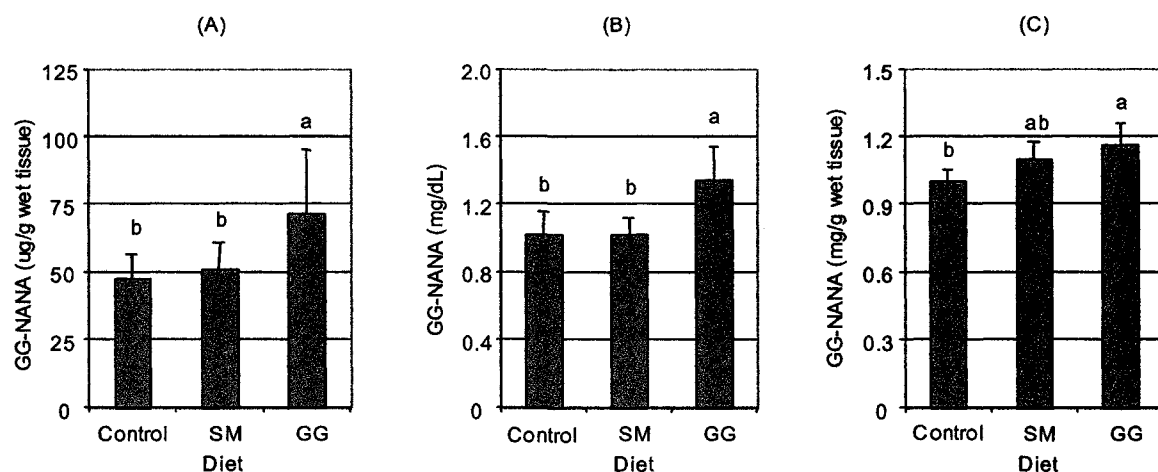 (A)
GG-NANA (ug/g wet tissue)
125
100
75
50
25
0
b
b
a
Control SM GG
Diet
(B)
GG-NANA (mg/dL)
2.0
1.6
1.2
0.8
0.4
0
b
b
a
Control SM GG
Diet
(C)
GG-NANA (mg/g wet tissue)
1.5
1.2
0.9
0.6
0.3
0
b
ab
a
Control SM GG
Diet